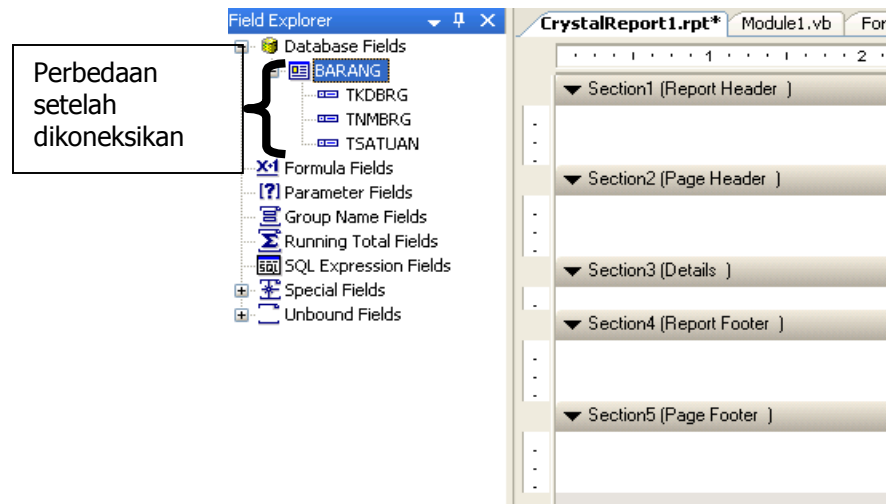 Field Explorer
CrystalReport1.rpt* Module1.vb For
Perbedaan
setelah
dikoneksikan
Database Fields
BARANG
TKDBRG
TNMBRG
TSATUAN
Formula Fields
Parameter Fields
Group Name Fields
Running Total Fields
SQL Expression Fields
Special Fields
Unbound Fields
1 2
Section1 (Report Header )
Section2 (Page Header )
Section3 (Details )
Section4 (Report Footer )
Section5 (Page Footer )